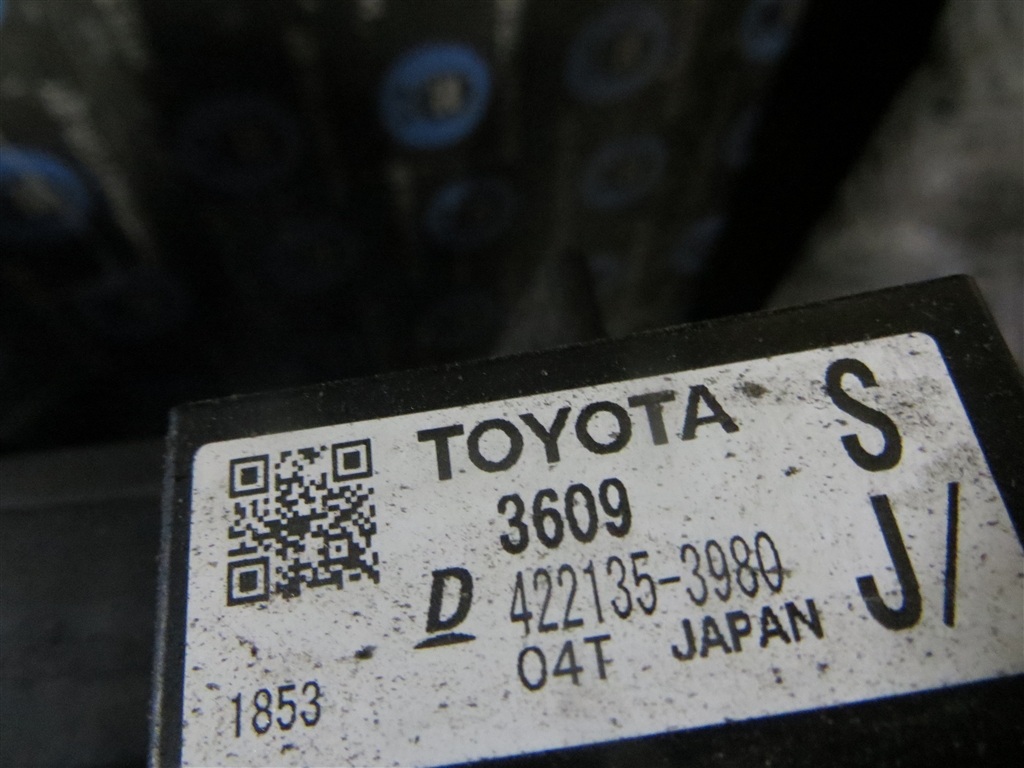 TOYOTA
S
3609
D 422135-3980
J/
04T JAPAN
1853